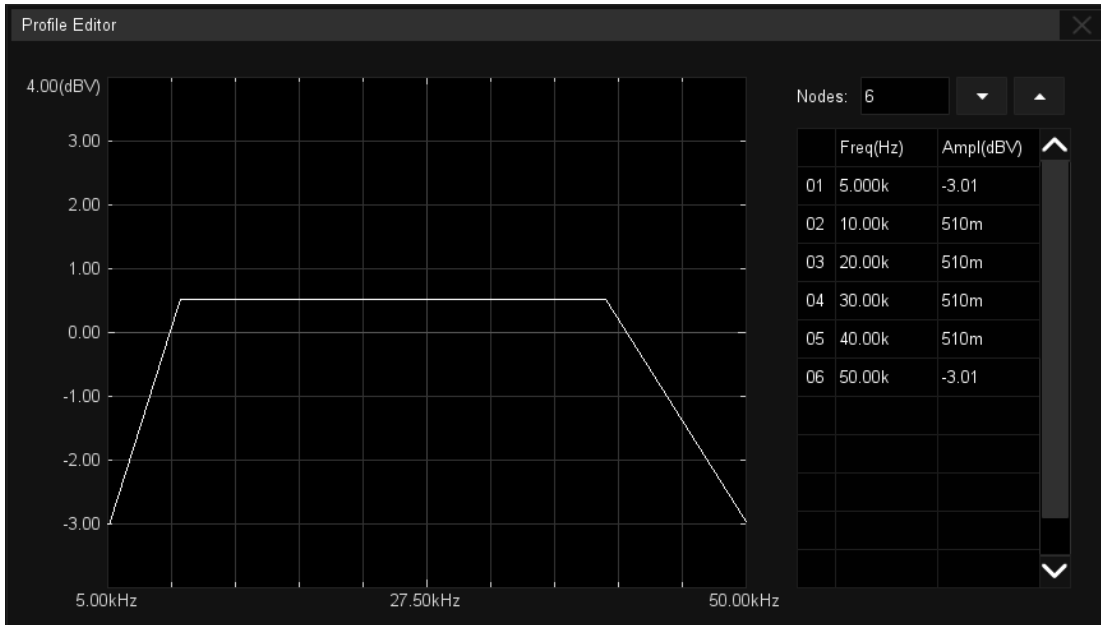 Profile Editor
4.00(dBV)
3.00
2.00
1.00
0.00
-1.00
-2.00
-3.00
5.00kHz 27.50kHz 50.00kHz
Nodes: 6
Freq(Hz) Ampl(dBV)
01 5.000k -3.01
02 10.00k 510m
03 20.00k 510m
04 30.00k 510m
05 40.00k 510m
06 50.00k -3.01